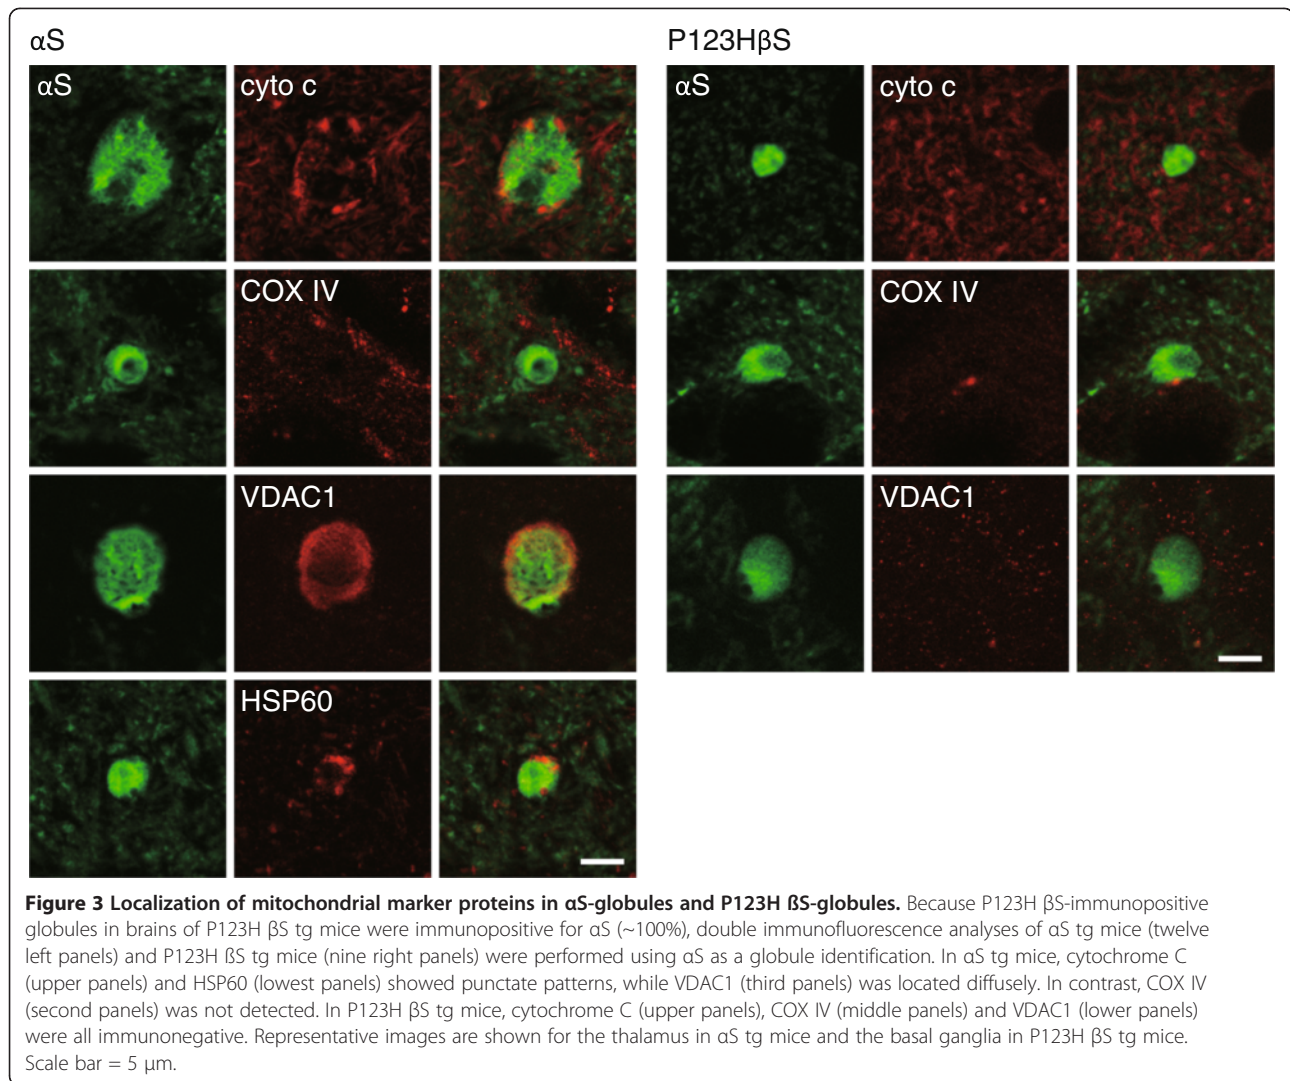 αS
P123HβS
αS cyto c
αS cyto c
COX IV
COX IV
VDAC1
VDAC1
HSP60
Figure 3 Localization of mitochondrial marker proteins in αS-globules and P123H ßS-globules. Because P123H βS-immunopositive
globules in brains of P123H βS tg mice were immunopositive for αS (~100%), double immunofluorescence analyses of αS tg mice (twelve
left panels) and P123H ßS tg mice (nine right panels) were performed using αS as a globule identification. In αS tg mice, cytochrome C
(upper panels) and HSP60 (lowest panels) showed punctate patterns, while VDAC1 (third panels) was located diffusely. In contrast, COX IV
(second panels) was not detected. In P123H βS tg mice, cytochrome C (upper panels), COX IV (middle panels) and VDAC1 (lower panels)
were all immunonegative. Representative images are shown for the thalamus in αS tg mice and the basal ganglia in P123H βS tg mice.
Scale bar = 5 μm.